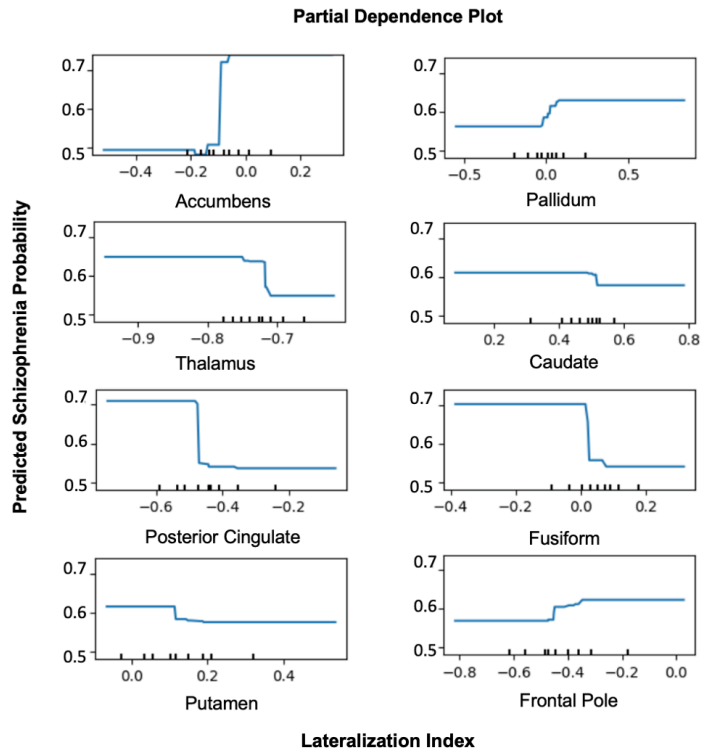 Partial Dependence Plot
Predicted Schizophrenia Probability
0.7
0.6
0.5
−0.4 −0.2 0.0 0.2
Accumbens
0.7
0.6
0.5
−0.5 0.0 0.5
Pallidum
0.7
0.6
0.5
−0.9 −0.8 −0.7
Thalamus
0.7
0.6
0.5
0.2 0.4 0.6 0.8
Caudate
0.7
0.6
0.5
−0.6 −0.4 −0.2
Posterior Cingulate
0.7
0.6
0.5
−0.4 −0.2 0.0 0.2
Fusiform
0.7
0.6
0.5
0.0 0.2 0.4
Putamen
0.7
0.6
0.5
−0.8 −0.6 −0.4 −0.2 0.0
Frontal Pole
Lateralization Index